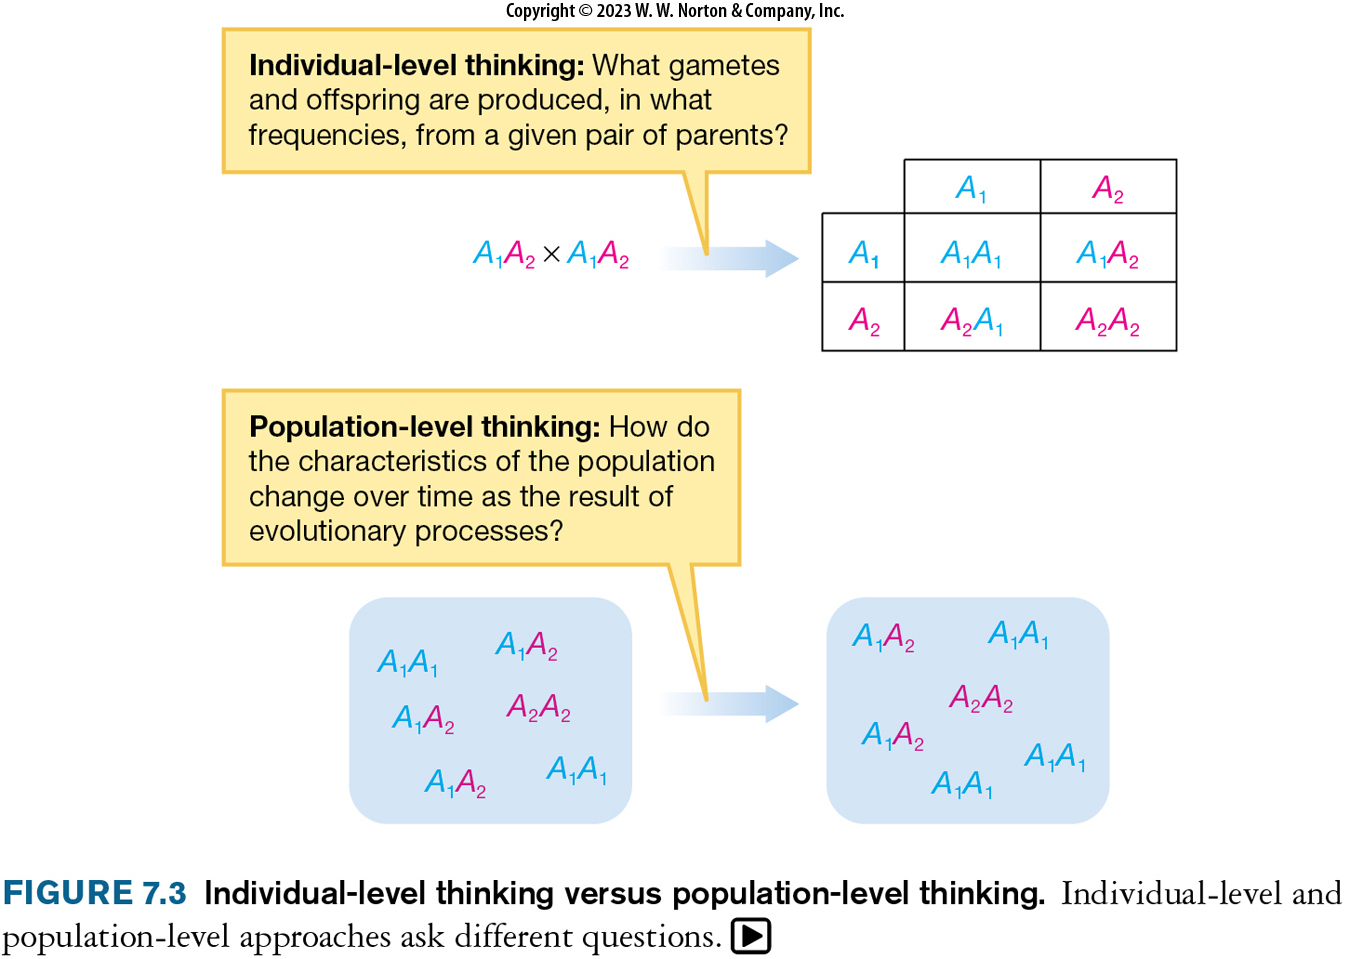 Copyright © 2023 W. W. Norton & Company, Inc.
Individual-level thinking: What gametes
and offspring are produced, in what
frequencies, from a given pair of parents?
A₁A₂ × A₁A₂
A₁ A₂
A₁ A₁A₁ A₁A₂
A₂ A₂A₁ A₂A₂
Population-level thinking: How do
the characteristics of the population
change over time as the result of
evolutionary processes?
A₁A₁
A₁A₂
A₁A₂
A₂A₂
A₁A₂
A₁A₁
A₁A₂
A₁A₁
A₂A₂
A₁A₂
A₁A₁
A₁A₁
FIGURE 7.3 Individual-level thinking versus population-level thinking. Individual-level and
population-level approaches ask different questions.